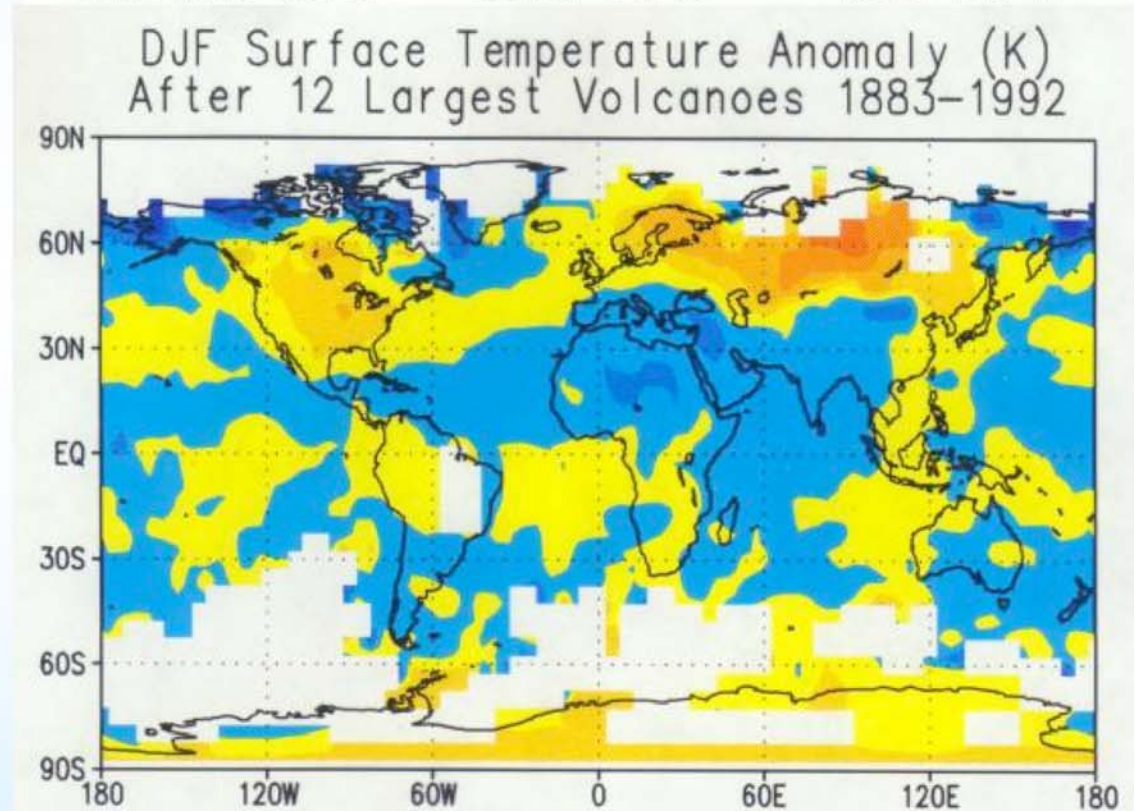 DJF Surface Temperature Anomaly (K)
After 12 Largest Volcanoes 1883-1992
90N
60N
30N
EQ
30S
60S
90S
180 120W 60W 0 60E 120E 180